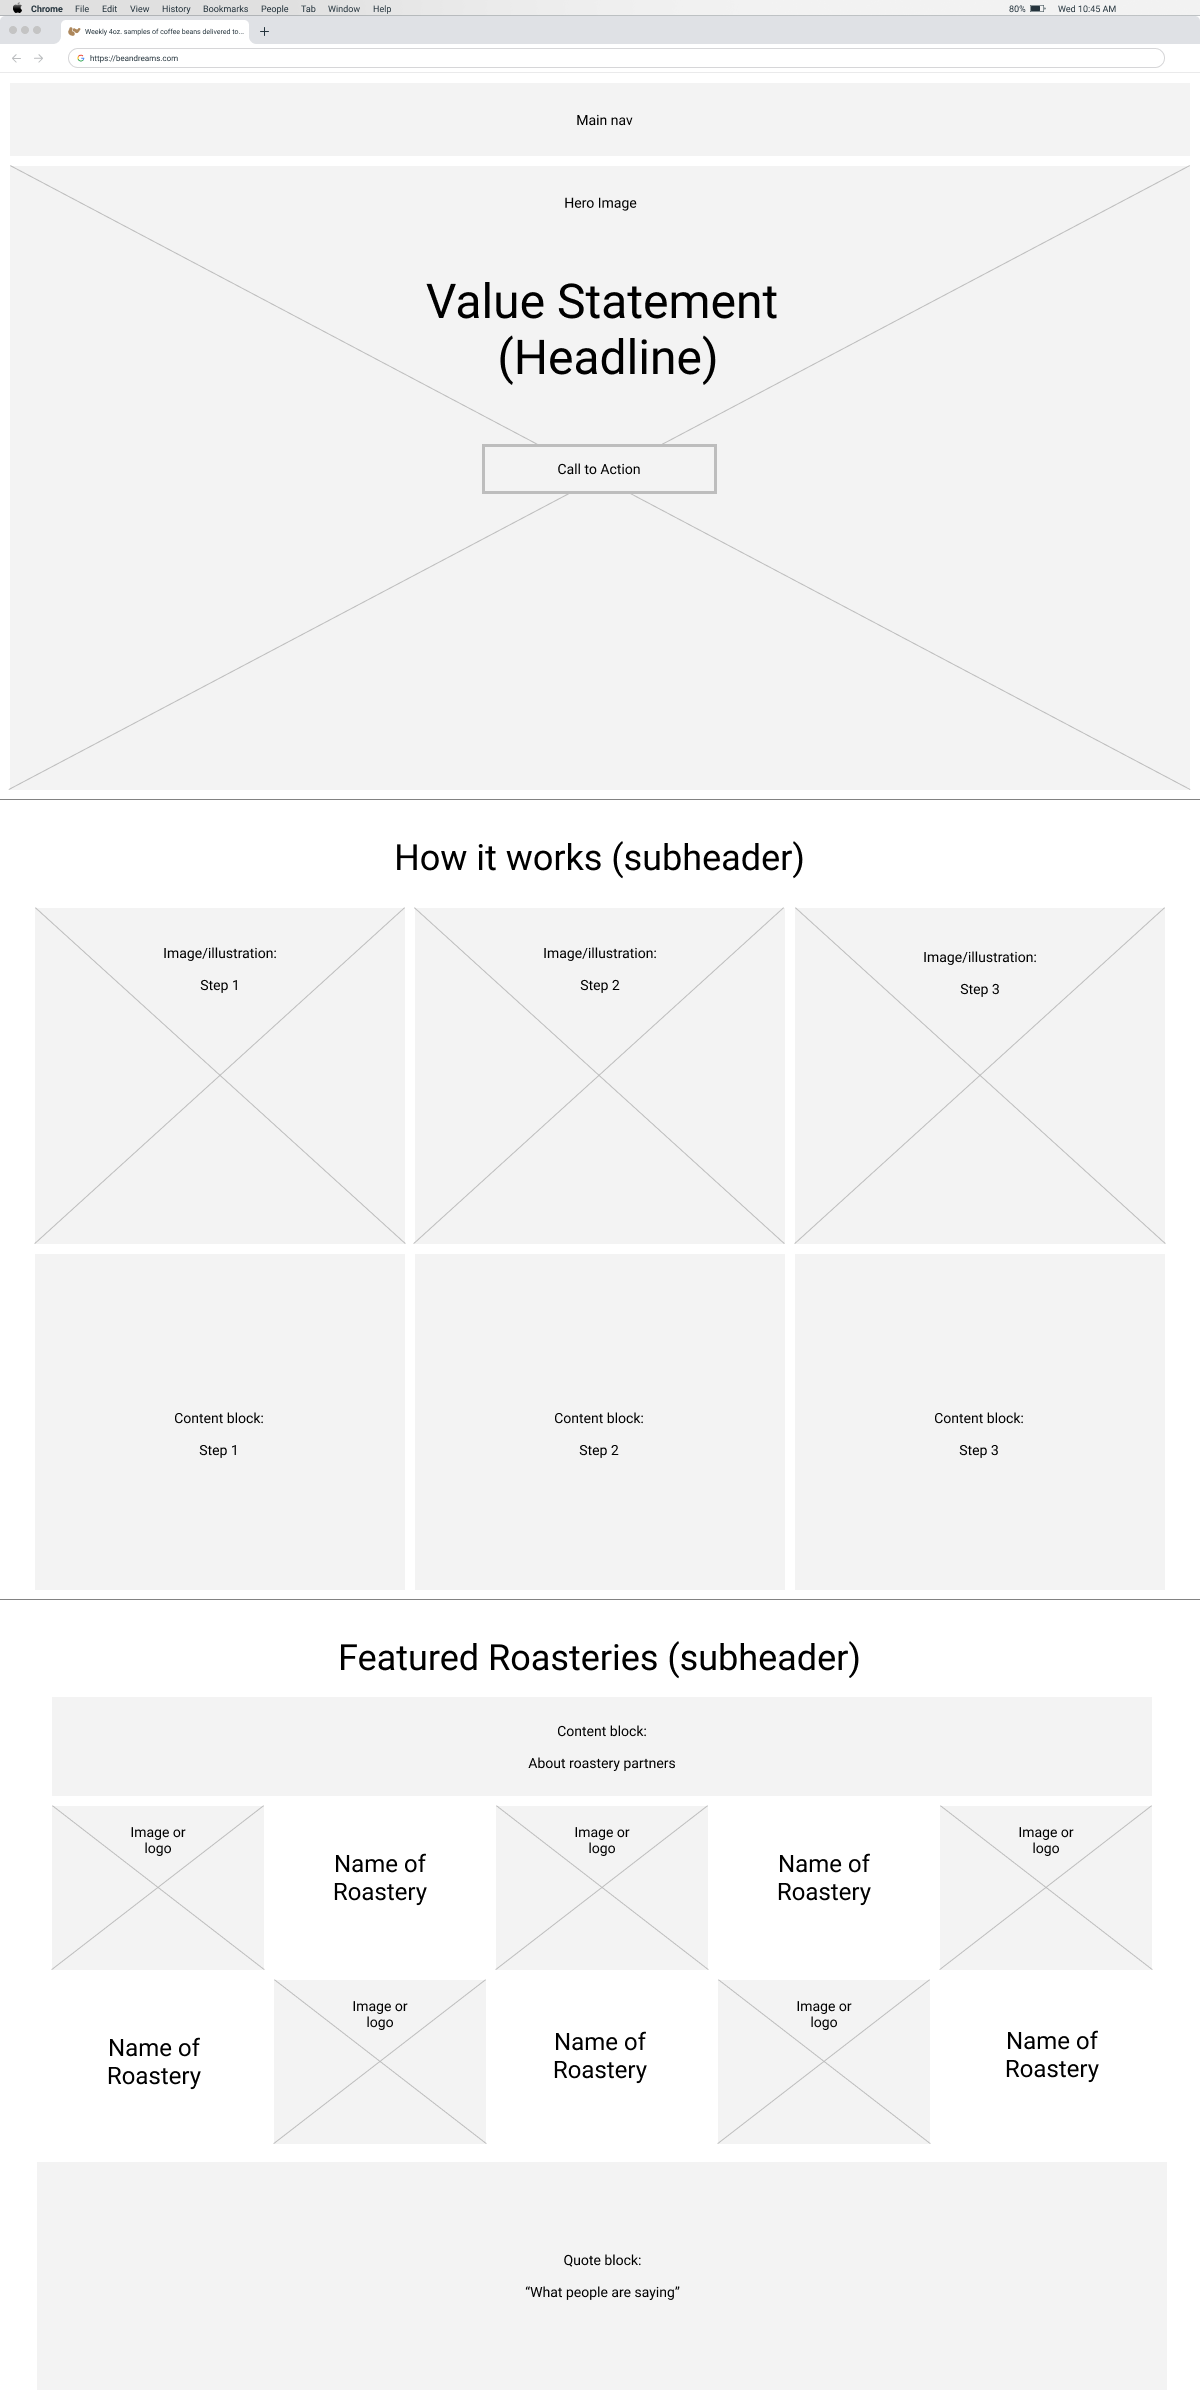 Chrome File Edit View History Bookmarks People Tab Window Help 80% Wed 10:45 AM
Weekly 4oz. samples of coffee beans delivered to...
https://beandreams.com
Main nav
Hero Image
Value Statement
(Headline)
Call to Action
How it works (subheader)
Image/illustration:
Step 1
Image/illustration:
Step 2
Image/illustration:
Step 3
Content block:
Step 1
Content block:
Step 2
Content block:
Step 3
Featured Roasteries (subheader)
Content block:
About roastery partners
Image or
logo
Name of
Roastery
Image or
logo
Name of
Roastery
Image or
logo
Name of
Roastery
Image or
logo
Name of
Roastery
Image or
logo
Name of
Roastery
Quote block:
“What people are saying”